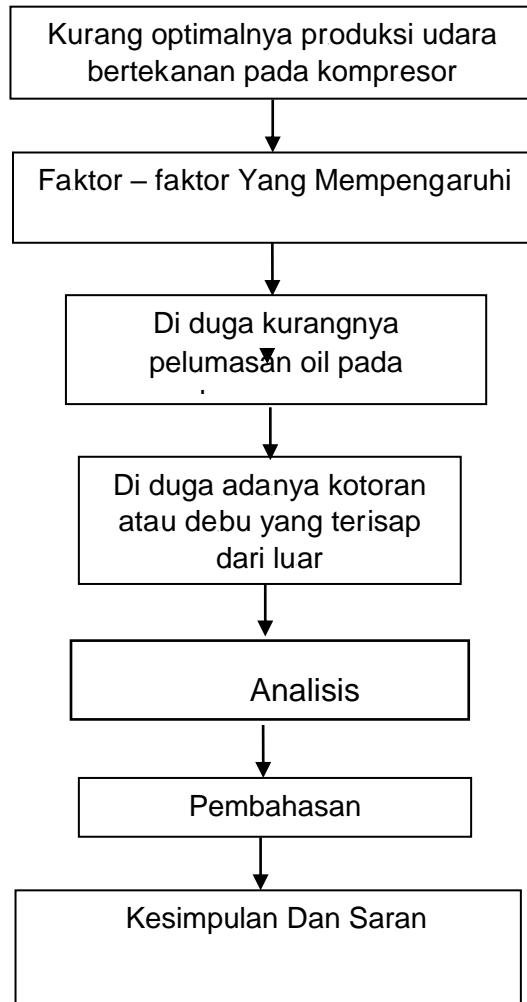 Kurang optimalnya produksi udara
bertekanan pada kompresor
Faktor – faktor Yang Mempengaruhi
Di duga kurangnya
pelumasan oil pada
Di duga adanya kotoran
atau debu yang terisap
dari luar
Analisis
Pembahasan
Kesimpulan Dan Saran